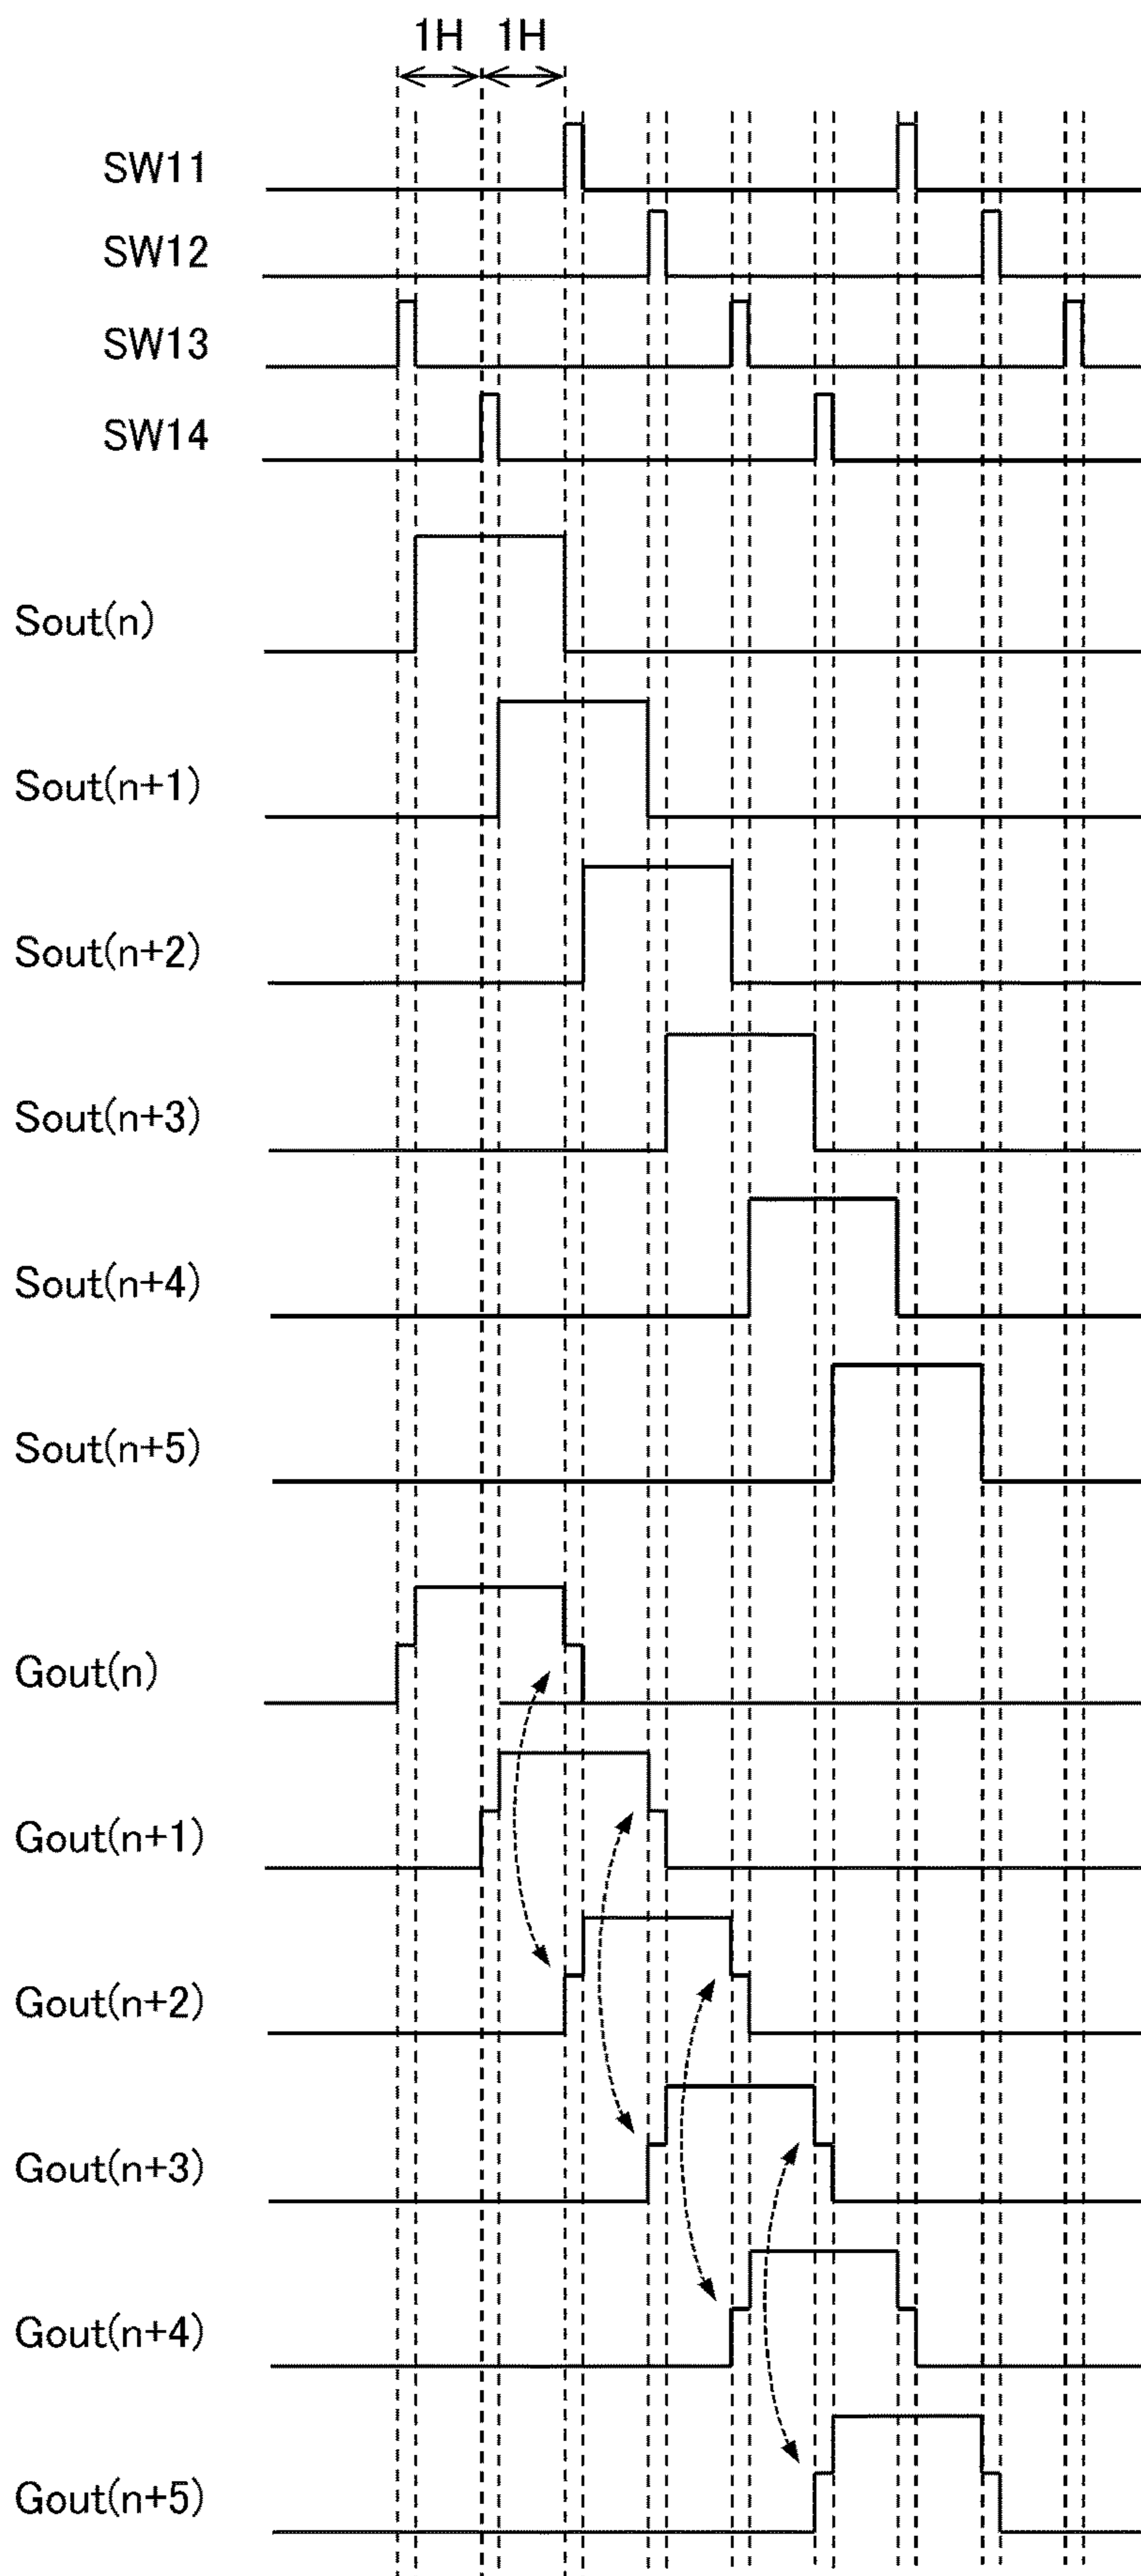 1H 1H
SW11
SW12
SW13
SW14
Sout(n)
Sout(n+1)
Sout(n+2)
Sout(n+3)
Sout(n+4)
Sout(n+5)
Gout(n)
Gout(n+1)
Gout(n+2)
Gout(n+3)
Gout(n+4)
Gout(n+5)